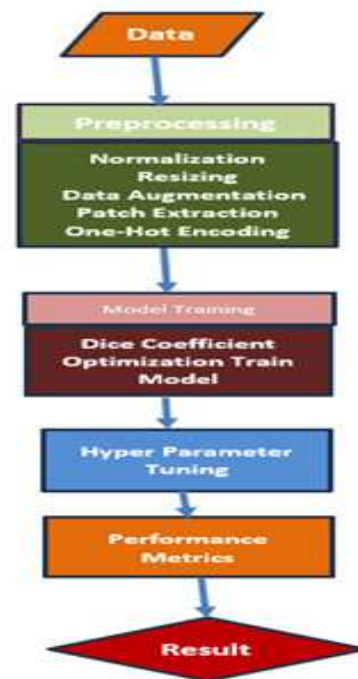 Data
Preprocessing
Normalization
Resizing
Data Augmentation
Patch Extraction
One-Hot Encoding
Model Training
Dice Coefficient
Optimization Train
Model
Hyper Parameter
Tuning
Performance
Metrics
Result